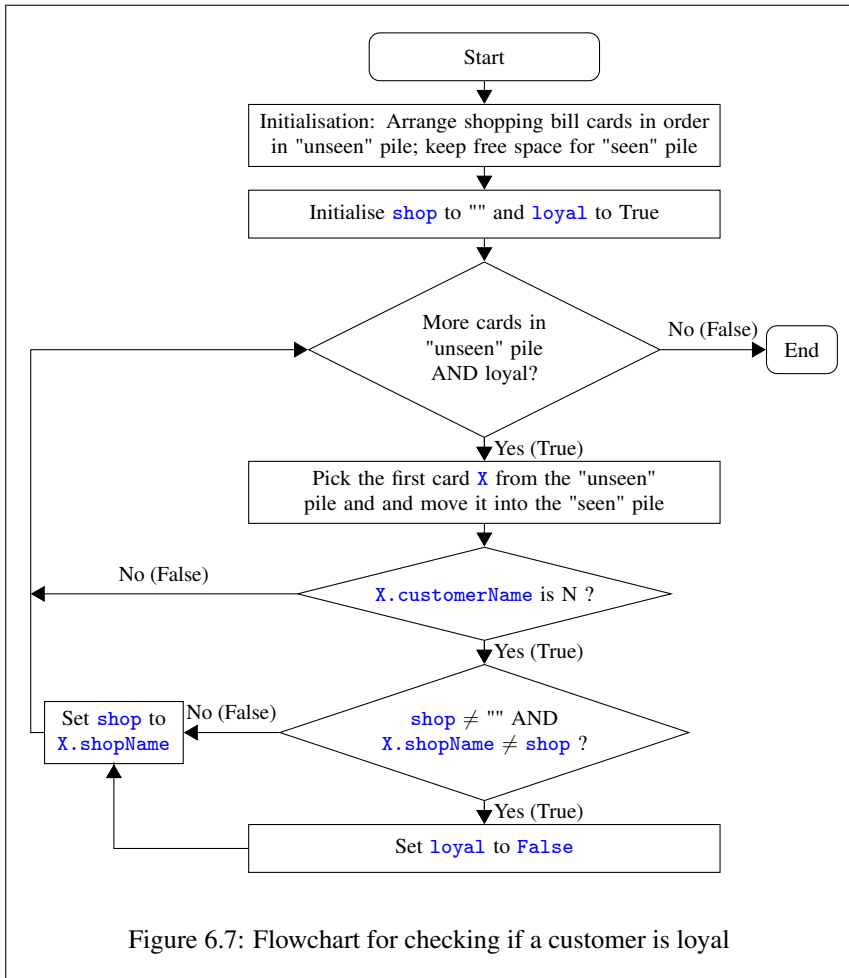 Start
Initialisation: Arrange shopping bill cards in order
in "unseen" pile; keep free space for "seen" pile
Initialise shop to "" and loyal to True
More cards in
"unseen" pile
AND loyal?
No (False)
End
Yes (True)
Pick the first card X from the "unseen"
pile and and move it into the "seen" pile
No (False)
X.customerName is N ?
Yes (True)
Set shop to
X.shopName
No (False)
shop ≠ "" AND
X.shopName ≠ shop ?
Yes (True)
Set loyal to False
Figure 6.7: Flowchart for checking if a customer is loyal